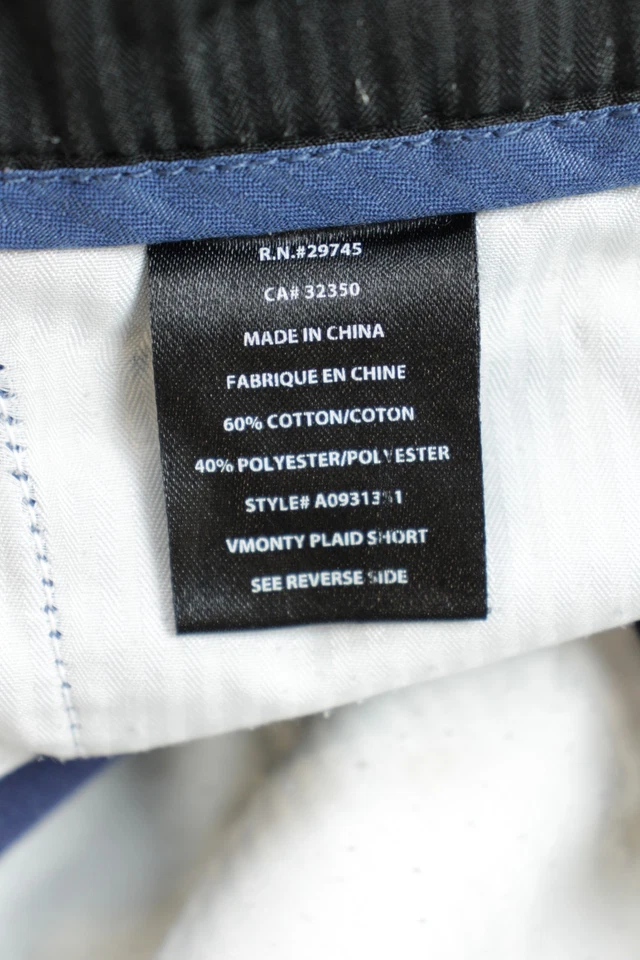 R.N.#29745
CA# 32350
MADE IN CHINA
FABRIQUE EN CHINE
60% COTTON/COTON
40% POLYESTER/POLYESTER
STYLE#
VMONTY PLAID SHORT
SEE REVERSE SIDE